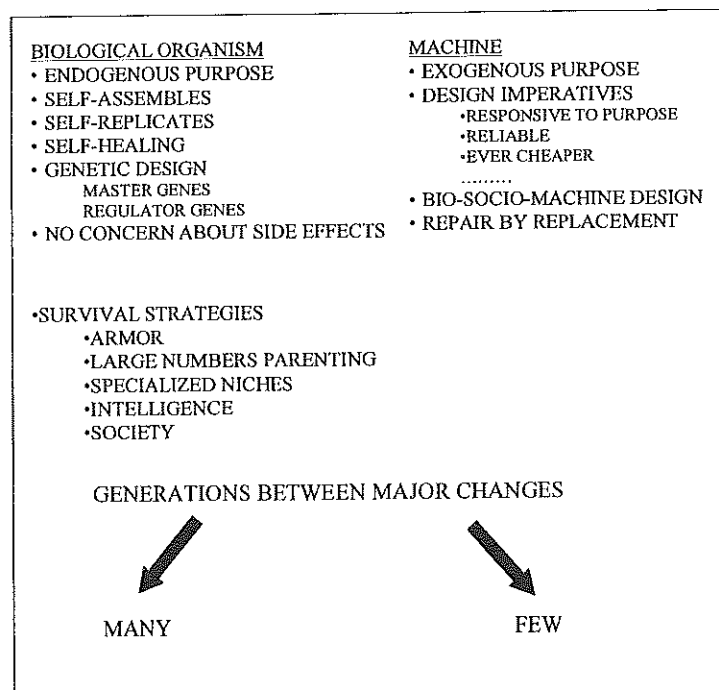 BIOLOGICAL ORGANISM
• ENDOGENOUS PURPOSE
• SELF-ASSEMBLES
• SELF-REPLICATES
• SELF-HEALING
• GENETIC DESIGN
MASTER GENES
REGULATOR GENES
• NO CONCERN ABOUT SIDE EFFECTS
MACHINE
• EXOGENOUS PURPOSE
• DESIGN IMPERATIVES
•RESPONSIVE TO PURPOSE
•RELIABLE
•EVER CHEAPER
.........
• BIO-SOCIO-MACHINE DESIGN
• REPAIR BY REPLACEMENT
•SURVIVAL STRATEGIES
•ARMOR
•LARGE NUMBERS PARENTING
•SPECIALIZED NICHES
•INTELLIGENCE
•SOCIETY
GENERATIONS BETWEEN MAJOR CHANGES
MANY
FEW